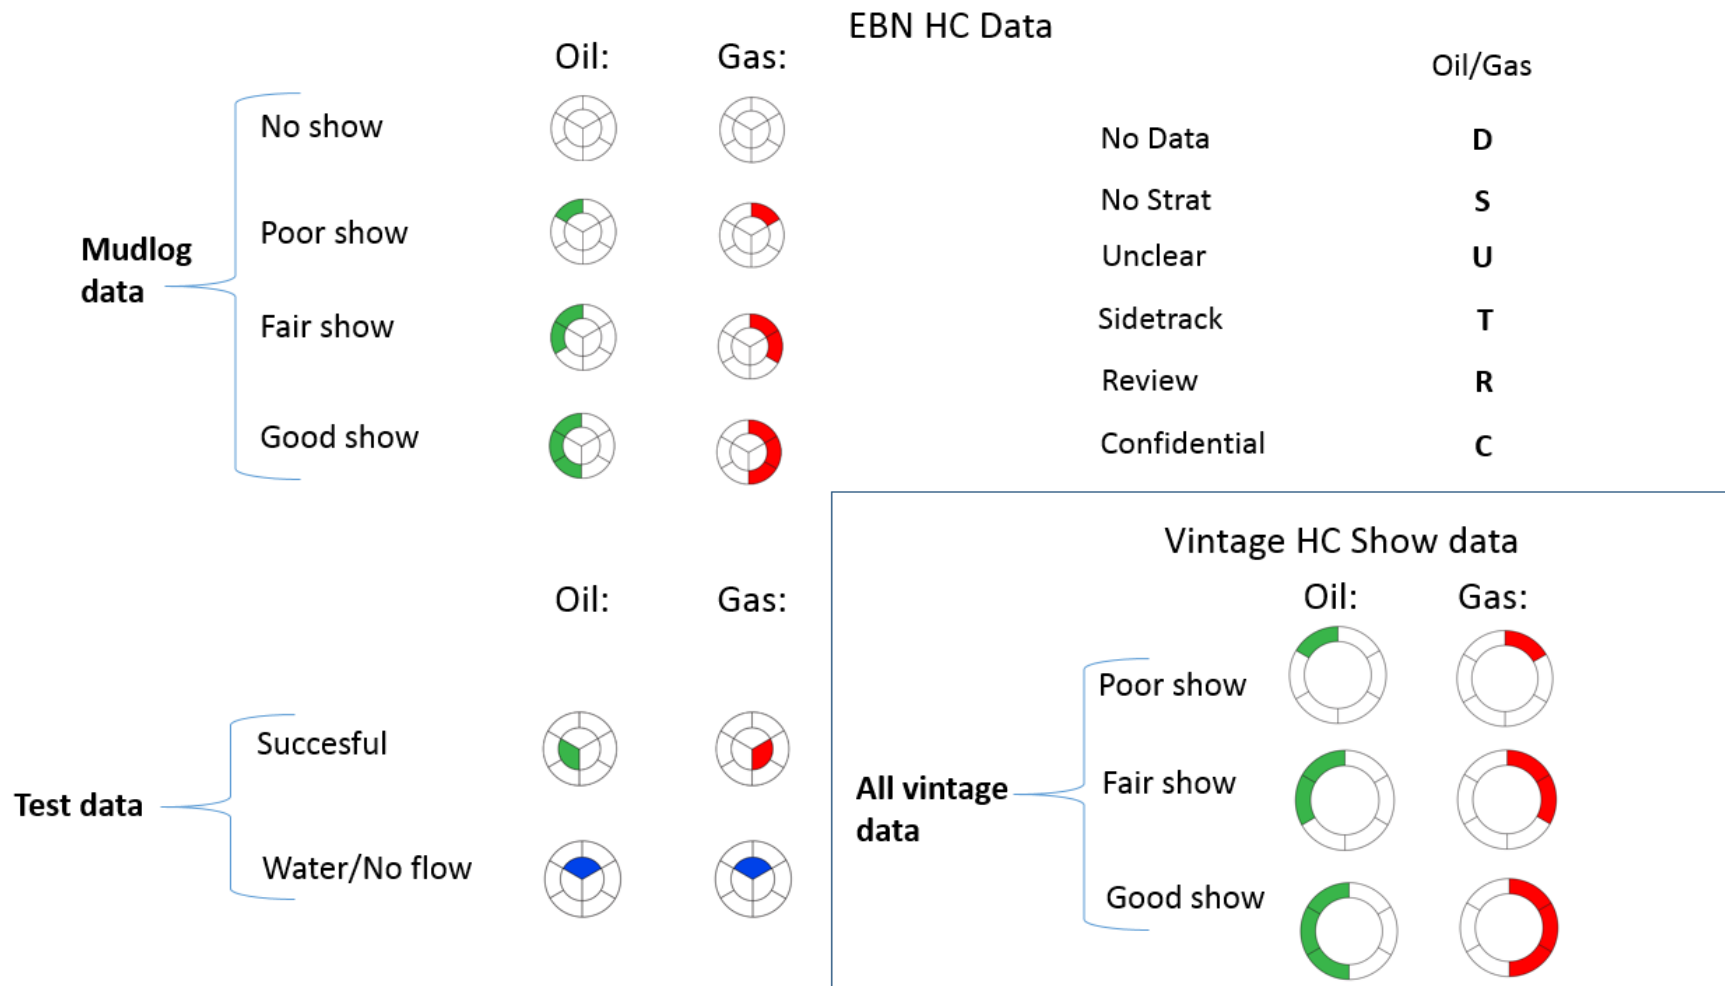 EBN HC Data
Oil: Gas:
No show
Poor show
Fair show
Good show
Mudlog
data
Oil/Gas
No Data D
No Strat S
Unclear U
Sidetrack T
Review R
Confidential C
Oil: Gas:
Succesful
Water/No flow
Test data
Vintage HC Show data
Oil: Gas:
Poor show
Fair show
Good show
All vintage
data